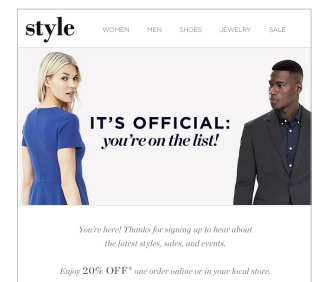 style
WOMEN MEN SHOES JEWELRY SALE
IT'S OFFICIAL:
you're on the list!
You're here! Thanks for signing up to hear about
the latest styles, sales, and events.
Enjoy 20% OFF* one order online or in your local store.